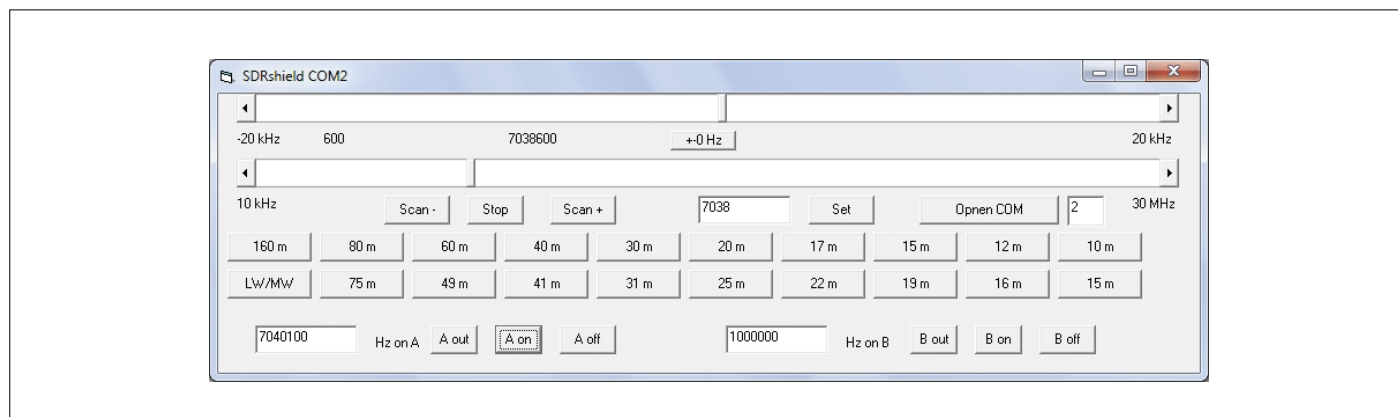 SDRshield COM2
-20 kHz 600 7038600 +-0 Hz 20 kHz
10 kHz Scan - Stop Scan + 7038 Set Opnen COM 2 30 MHz
160 m 80 m 60 m 40 m 30 m 20 m 17 m 15 m 12 m 10 m
LW/MW 75 m 49 m 41 m 31 m 25 m 22 m 19 m 16 m 15 m
7040100 Hz on A A out A on A off 1000000 Hz on B B out B on B off